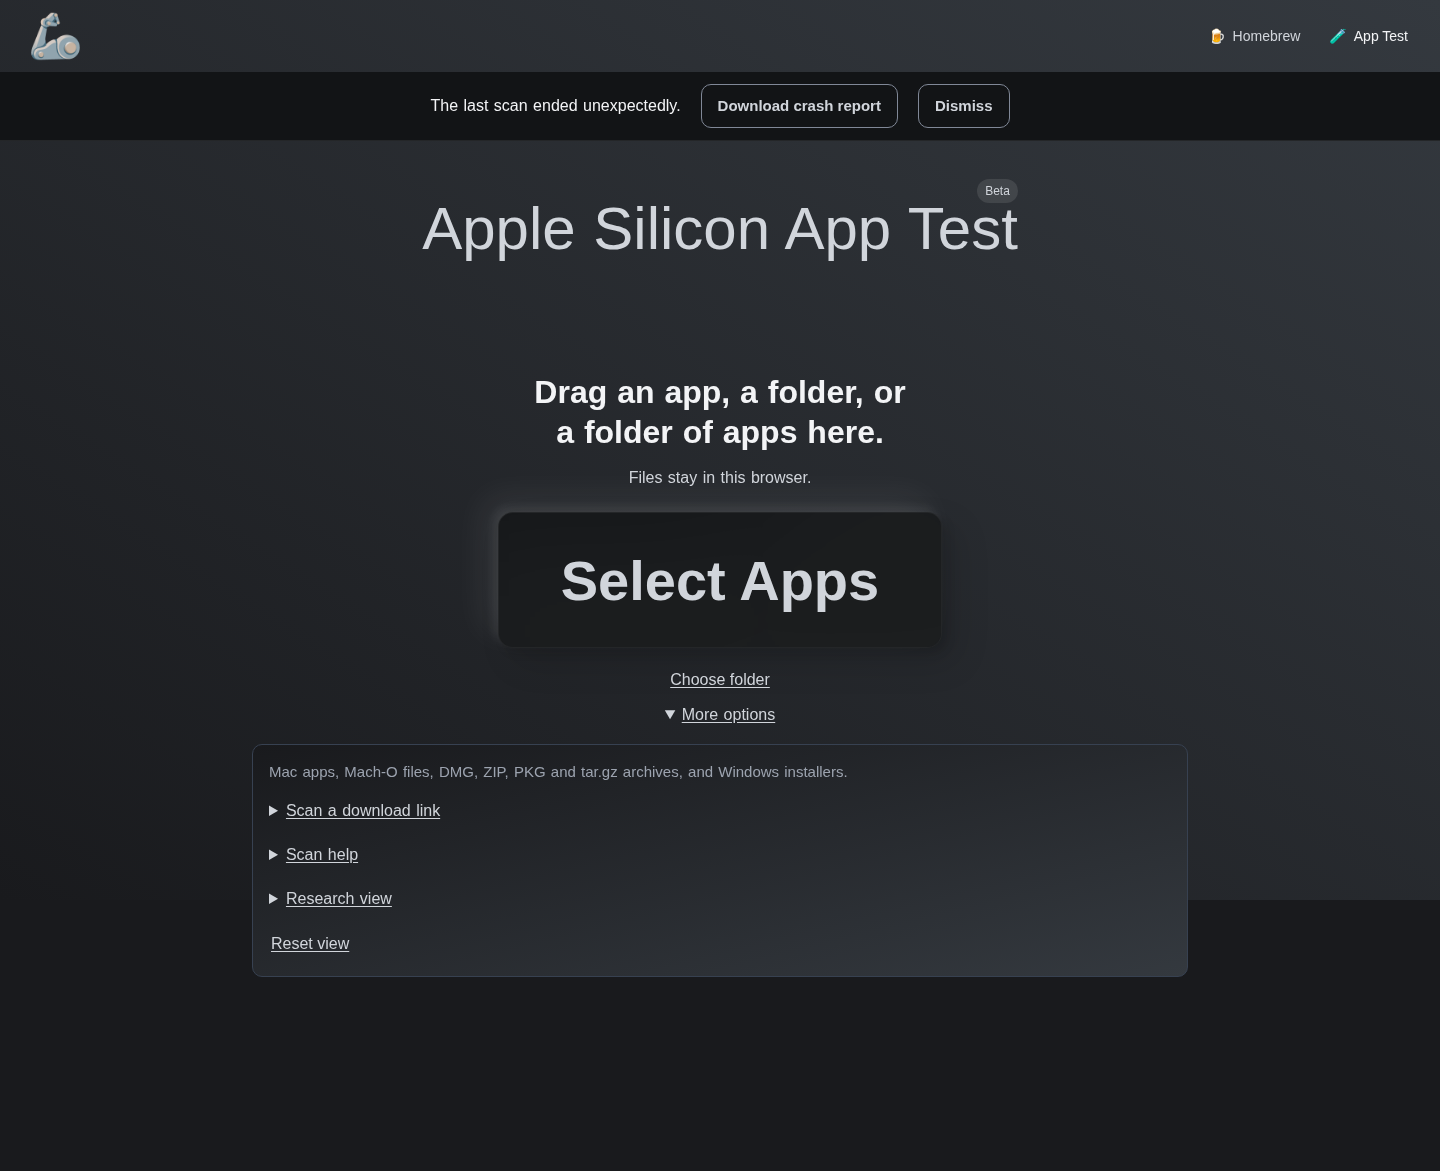 Homebrew
App Test
The last scan ended unexpectedly.
Download crash report
Dismiss
Beta
Apple Silicon App Test
Drag an app, a folder, or
a folder of apps here.
Files stay in this browser.
Select Apps
Choose folder
More options
Mac apps, Mach-O files, DMG, ZIP, PKG and tar.gz archives, and Windows installers.
Scan a download link
Scan help
Research view
Reset view